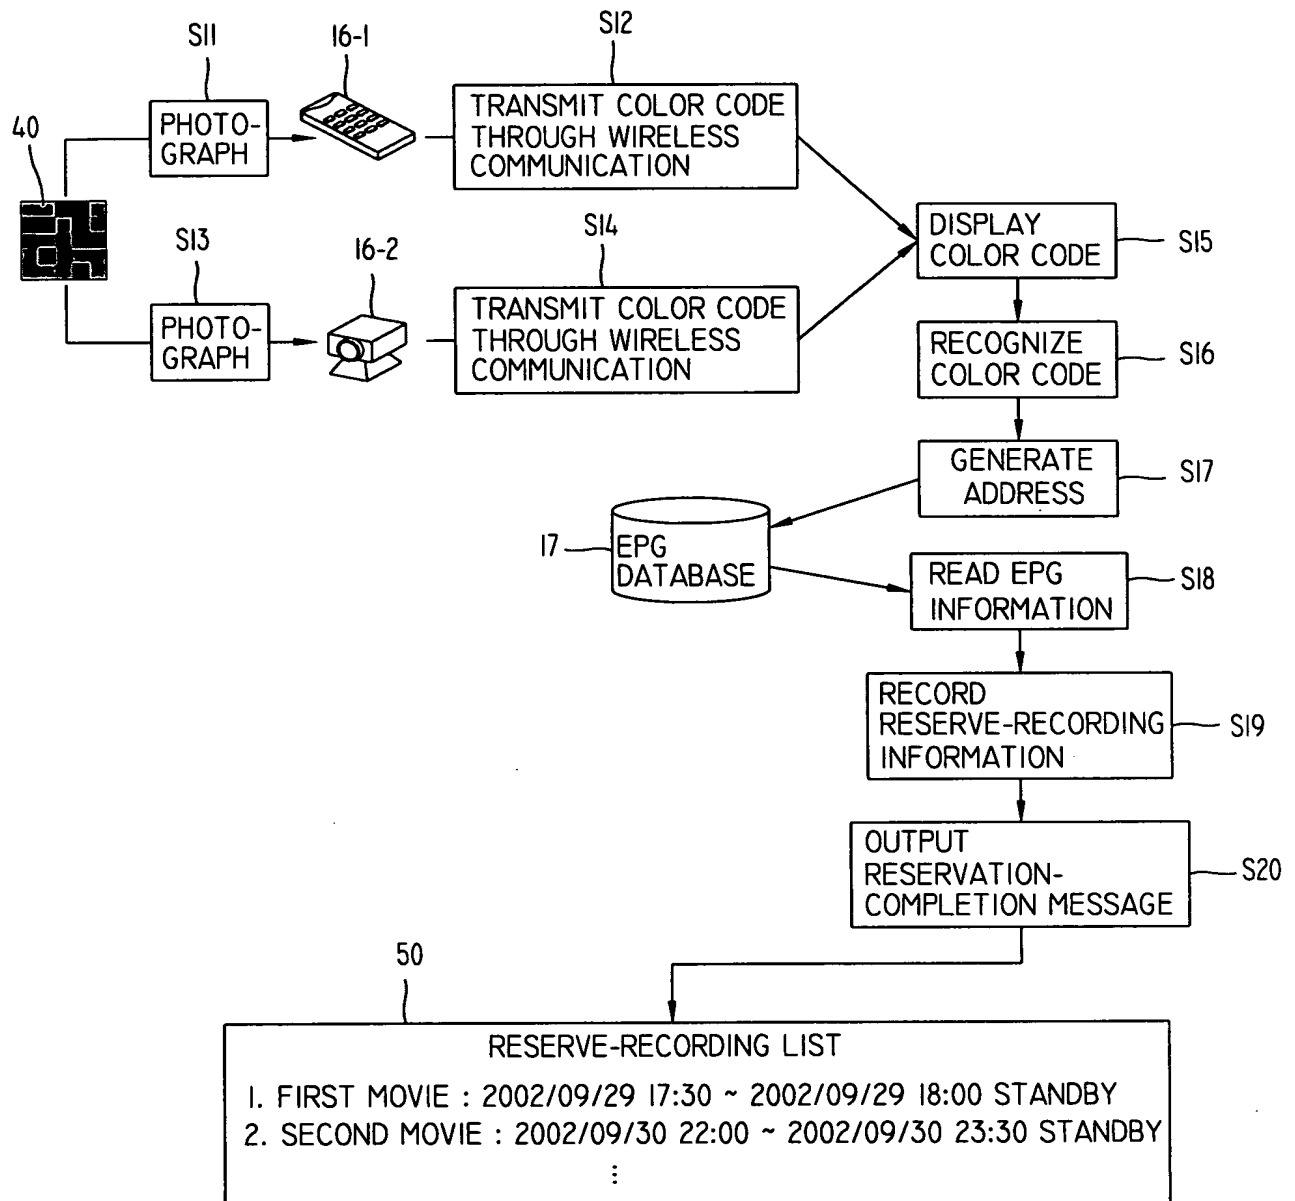 S11
16-1
S12
40
PHOTO-
GRAPH
TRANSMIT COLOR CODE
THROUGH WIRELESS
COMMUNICATION
S13
16-2
S14
DISPLAY
COLOR CODE
S15
PHOTO-
GRAPH
TRANSMIT COLOR CODE
THROUGH WIRELESS
COMMUNICATION
RECOGNIZE
COLOR CODE
S16
GENERATE
ADDRESS
S17
17
EPG
DATABASE
READ EPG
INFORMATION
S18
RECORD
RESERVE-RECORDING
INFORMATION
S19
OUTPUT
RESERVATION-
COMPLETION MESSAGE
S20
50
RESERVE-RECORDING LIST
1. FIRST MOVIE : 2002/09/29 17:30 ~ 2002/09/29 18:00 STANDBY
2. SECOND MOVIE : 2002/09/30 22:00 ~ 2002/09/30 23:30 STANDBY
⋮